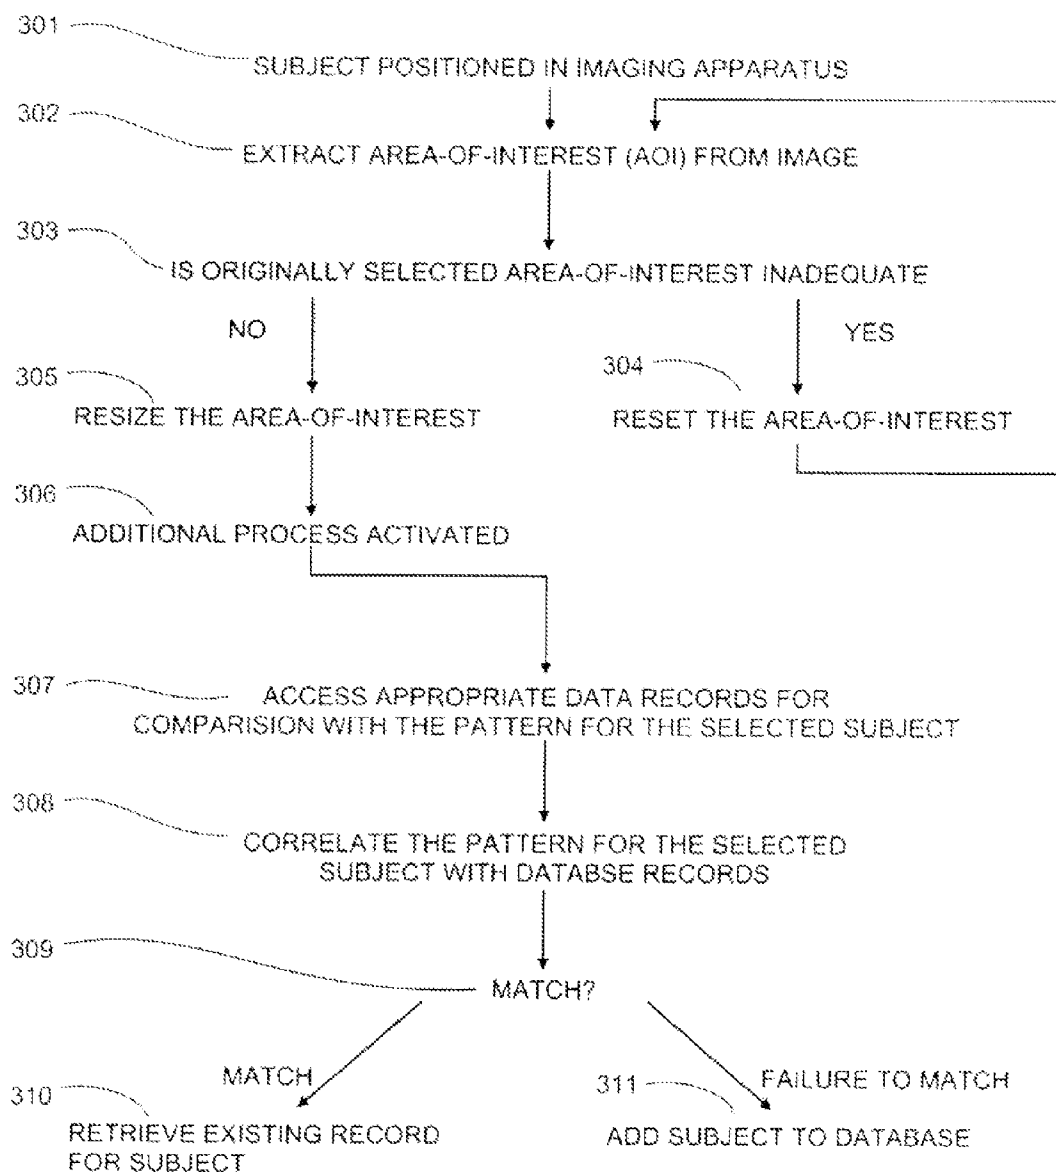 301
SUBJECT POSITIONED IN IMAGING APPARATUS
302
EXTRACT AREA-OF-INTEREST (AOI) FROM IMAGE
303
IS ORIGINALLY SELECTED AREA-OF-INTEREST INADEQUATE
NO
YES
305
304
RESIZE THE AREA-OF-INTEREST
RESET THE AREA-OF-INTEREST
306
ADDITIONAL PROCESS ACTIVATED
307
ACCESS APPROPRIATE DATA RECORDS FOR
COMPARISION WITH THE PATTERN FOR THE SELECTED SUBJECT
308
CORRELATE THE PATTERN FOR THE SELECTED
SUBJECT WITH DATABSE RECORDS
309
MATCH?
MATCH
FAILURE TO MATCH
310
311
RETRIEVE EXISTING RECORD
FOR SUBJECT
ADD SUBJECT TO DATABASE